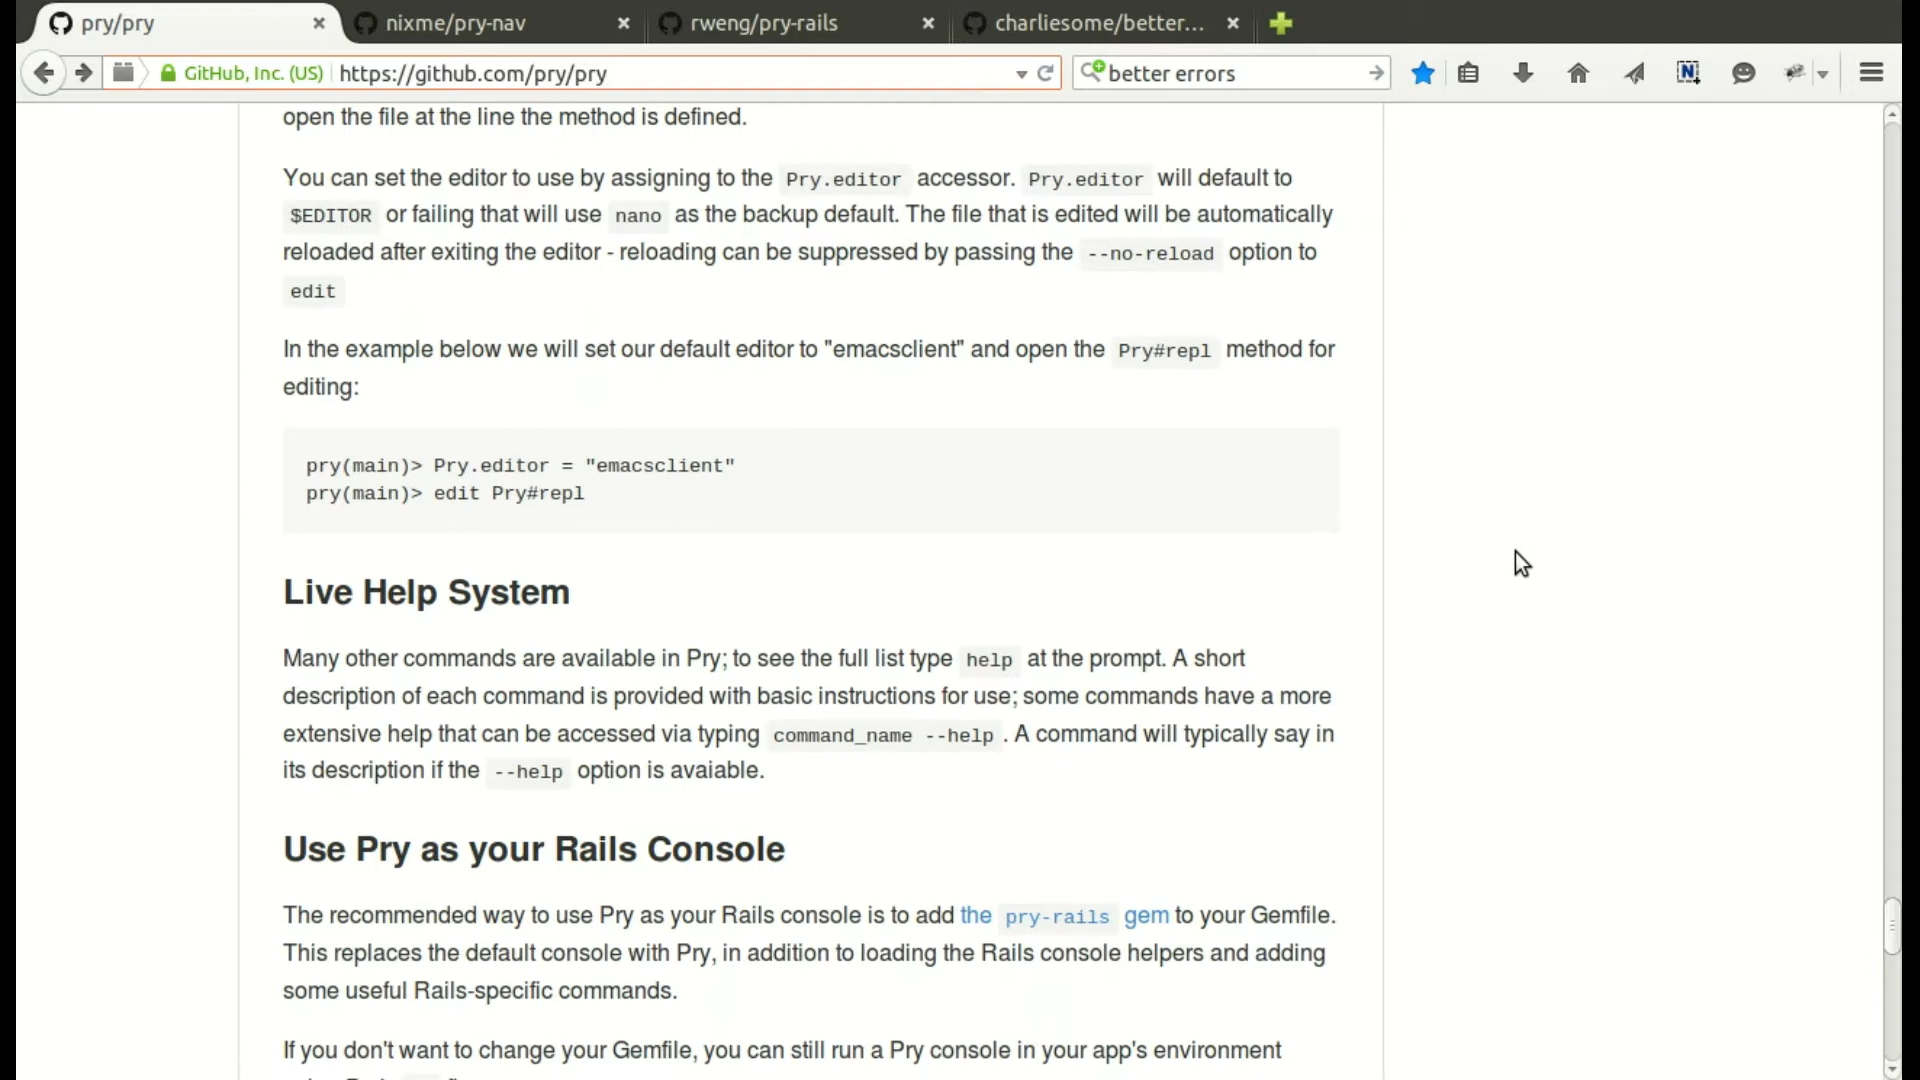 pry/pry × nixme/pry-nav × rweng/pry-rails × charliesome/better... ×
GitHub, Inc. (US) https://github.com/pry/pry better errors
open the file at the line the method is defined.
You can set the editor to use by assigning to the Pry.editor accessor. Pry.editor will default to
$EDITOR or failing that will use nano as the backup default. The file that is edited will be automatically
reloaded after exiting the editor - reloading can be suppressed by passing the --no-reload option to
edit
In the example below we will set our default editor to "emacsclient" and open the Pry#repl method for
editing:
pry(main)> Pry.editor = "emacsclient"
pry(main)> edit Pry#repl
Live Help System
Many other commands are available in Pry; to see the full list type help at the prompt. A short
description of each command is provided with basic instructions for use; some commands have a more
extensive help that can be accessed via typing command_name --help . A command will typically say in
its description if the --help option is avaiable.
Use Pry as your Rails Console
The recommended way to use Pry as your Rails console is to add the pry-rails gem to your Gemfile.
This replaces the default console with Pry, in addition to loading the Rails console helpers and adding
some useful Rails-specific commands.
If you don't want to change your Gemfile, you can still run a Pry console in your app's environment